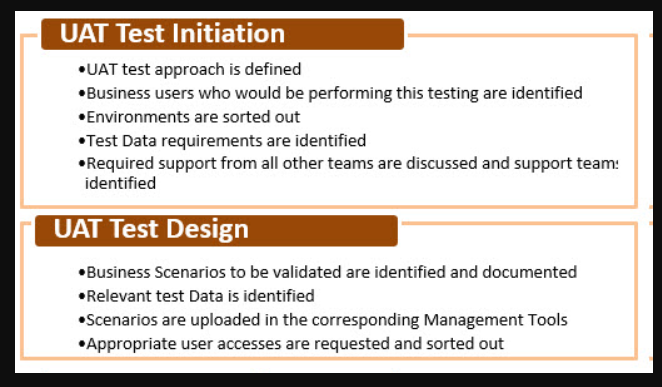 UAT Test Initiation
•UAT test approach is defined
•Business users who would be performing this testing are identified
•Environments are sorted out
•Test Data requirements are identified
•Required support from all other teams are discussed and support teams
identified
UAT Test Design
•Business Scenarios to be validated are identified and documented
•Relevant test Data is identified
•Scenarios are uploaded in the corresponding Management Tools
•Appropriate user accesses are requested and sorted out